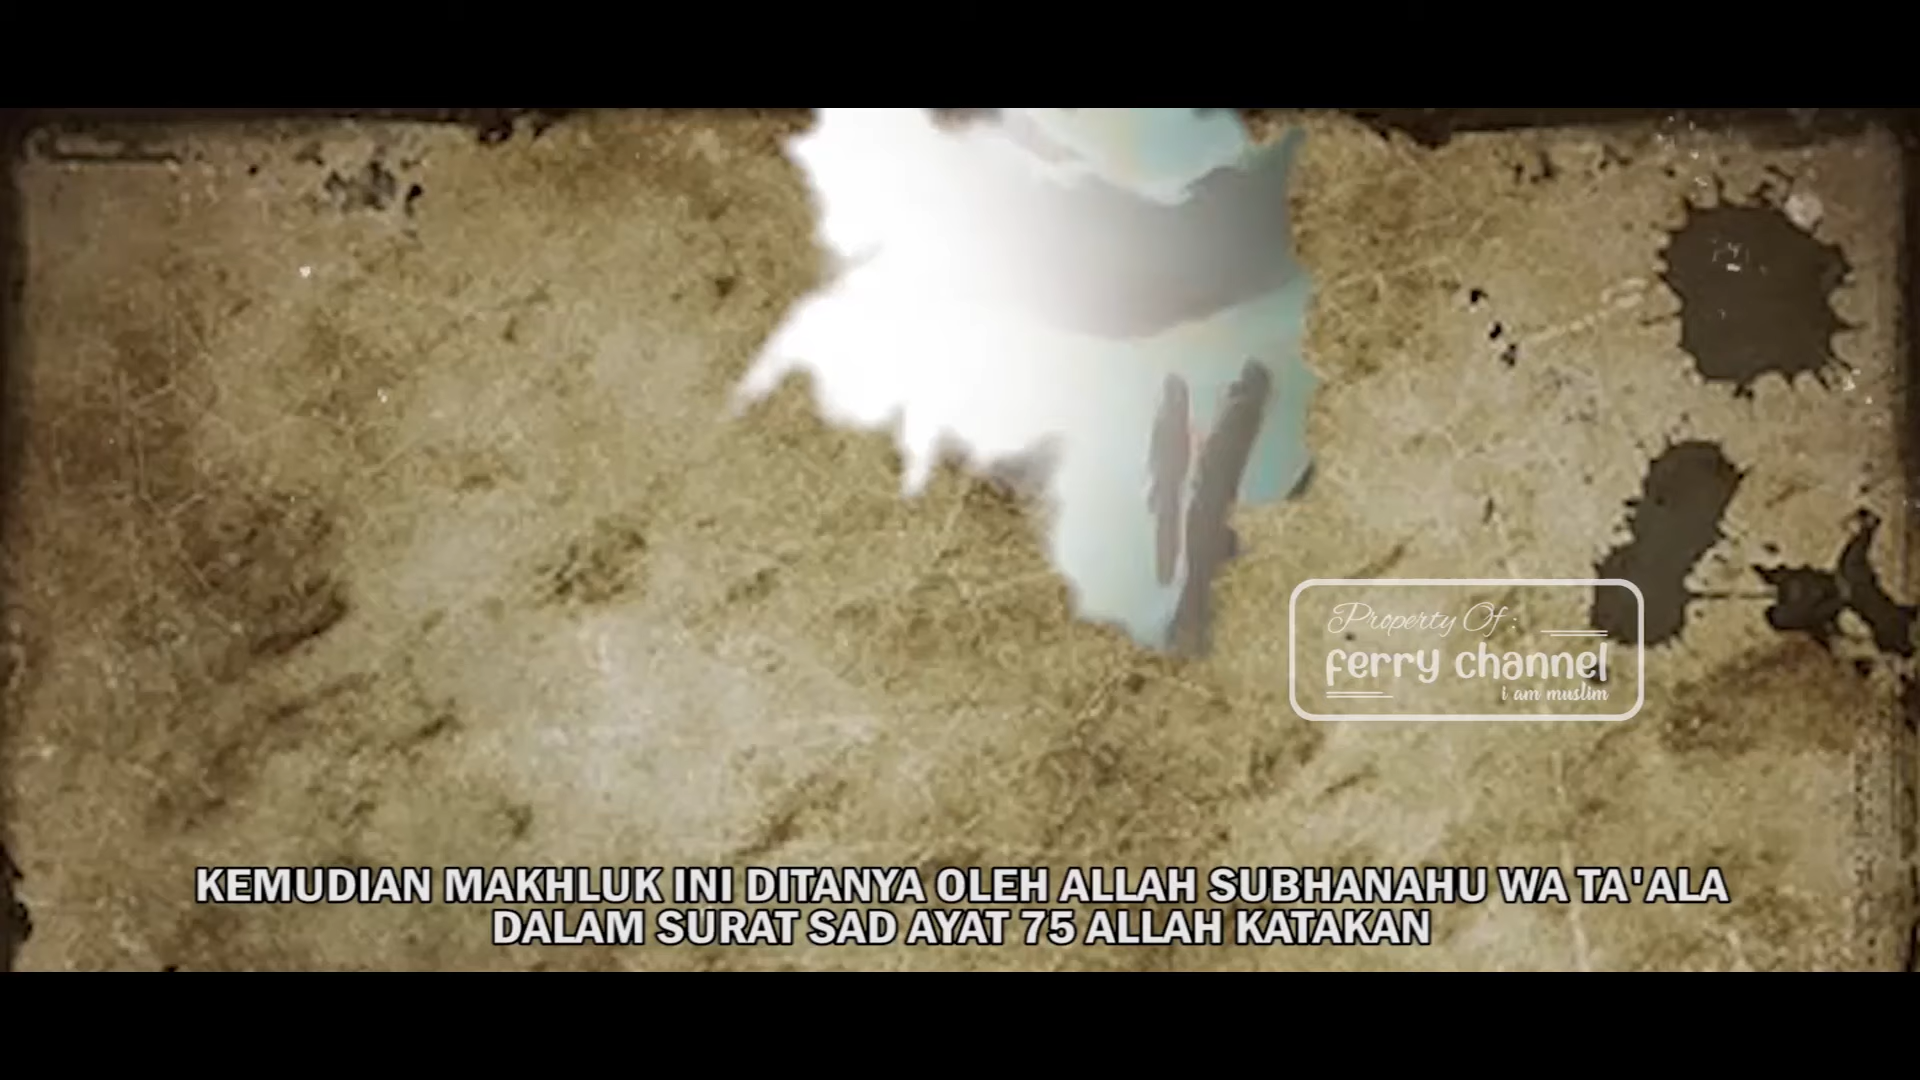 Property Of :
ferry channel
i am muslim
KEMUDIAN MAKHLUK INI DITANYA OLEH ALLAH SUBHANAHU WA TA'ALA
DALAM SURAT SAD AYAT 75 ALLAH KATAKAN